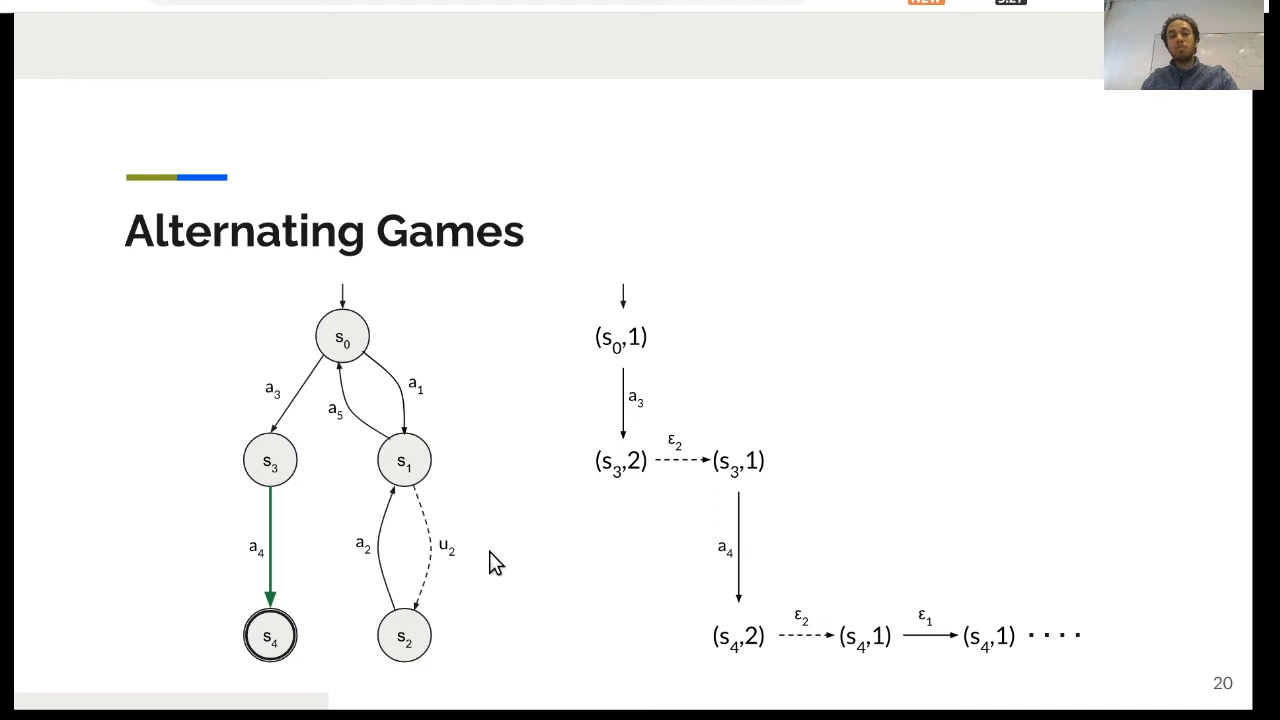 Alternating Games
s0 (s0,1)
a3 a1 a3
a5
s3 s1 (s3,2) ε2 (s3,1)
a4 a2 u2 a4
s4 s2 (s4,2) ε2 (s4,1) ε1 (s4,1) ....
20